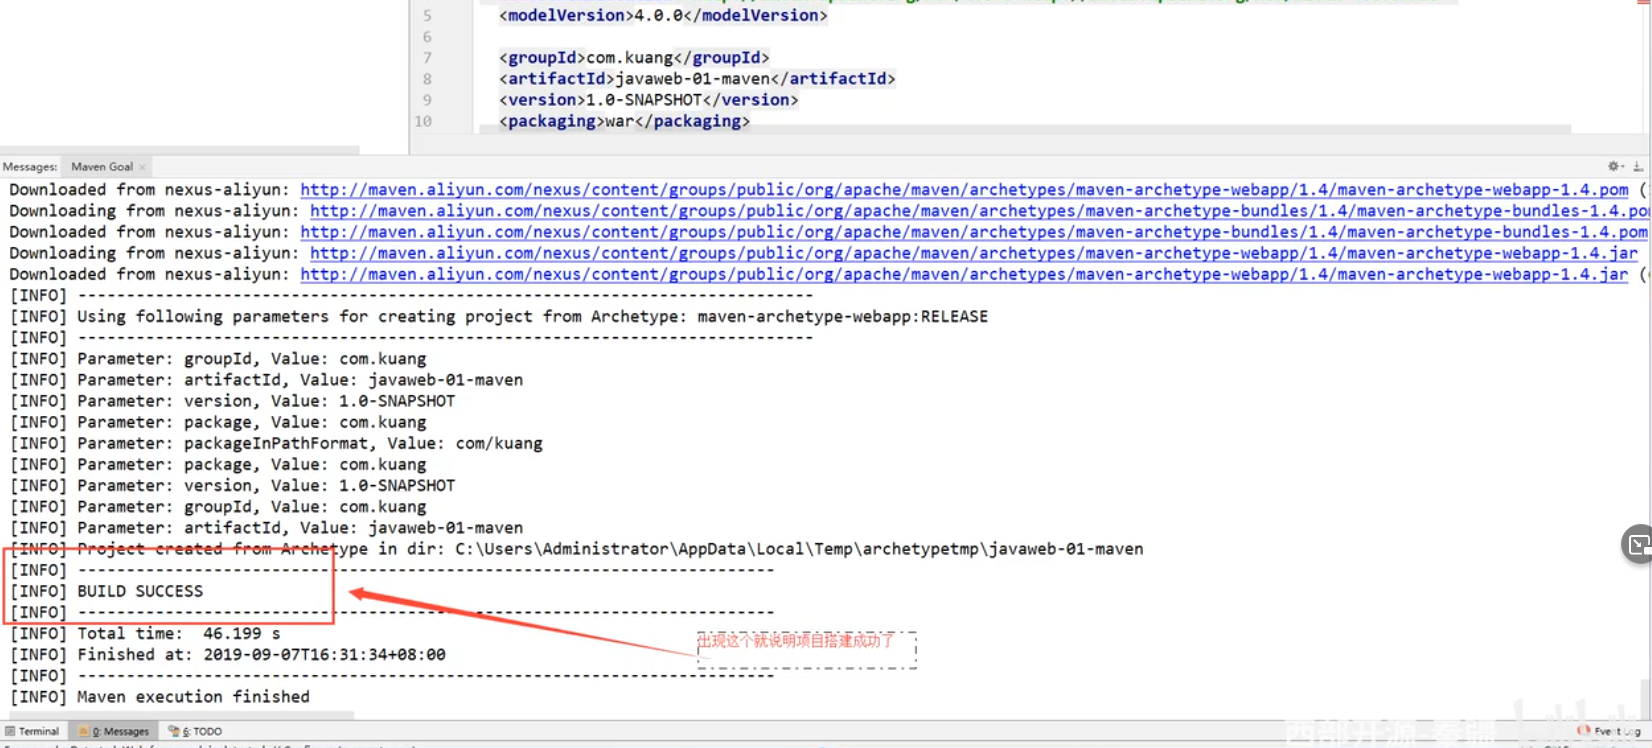 5 <modelVersion>4.0.0</modelVersion>
6
7 <groupId>com.kuang</groupId>
8 <artifactId>javaweb-01-maven</artifactId>
9 <version>1.0-SNAPSHOT</version>
10 <packaging>war</packaging>
Messages: Maven Goal
Downloaded from nexus-aliyun: http://maven.aliyun.com/nexus/content/groups/public/org/apache/maven/archetypes/maven-archetype-webapp/1.4/maven-archetype-webapp-1.4.pom (
Downloading from nexus-aliyun: http://maven.aliyun.com/nexus/content/groups/public/org/apache/maven/archetypes/maven-archetype-bundles/1.4/maven-archetype-bundles-1.4.po
Downloaded from nexus-aliyun: http://maven.aliyun.com/nexus/content/groups/public/org/apache/maven/archetypes/maven-archetype-bundles/1.4/maven-archetype-bundles-1.4.pom
Downloading from nexus-aliyun: http://maven.aliyun.com/nexus/content/groups/public/org/apache/maven/archetypes/maven-archetype-webapp/1.4/maven-archetype-webapp-1.4.jar
Downloaded from nexus-aliyun: http://maven.aliyun.com/nexus/content/groups/public/org/apache/maven/archetypes/maven-archetype-webapp/1.4/maven-archetype-webapp-1.4.jar (
[INFO] ----------------------------------------------------------------------------
[INFO] Using following parameters for creating project from Archetype: maven-archetype-webapp:RELEASE
[INFO] ----------------------------------------------------------------------------
[INFO] Parameter: groupId, Value: com.kuang
[INFO] Parameter: artifactId, Value: javaweb-01-maven
[INFO] Parameter: version, Value: 1.0-SNAPSHOT
[INFO] Parameter: package, Value: com.kuang
[INFO] Parameter: packageInPathFormat, Value: com/kuang
[INFO] Parameter: package, Value: com.kuang
[INFO] Parameter: version, Value: 1.0-SNAPSHOT
[INFO] Parameter: groupId, Value: com.kuang
[INFO] Parameter: artifactId, Value: javaweb-01-maven
[INFO] Project created from Archetype in dir: C:\Users\Administrator\AppData\Local\Temp\archetypetmp\javaweb-01-maven
[INFO] ------------------------------------------------------------------------
[INFO] BUILD SUCCESS
[INFO] ------------------------------------------------------------------------
[INFO] Total time:  46.199 s
出现这个就说明项目搭建成功了
[INFO] Finished at: 2019-09-07T16:31:34+08:00
[INFO] ------------------------------------------------------------------------
[INFO] Maven execution finished
Terminal 0: Messages 6: TODO Event Log
西部开源-秦疆